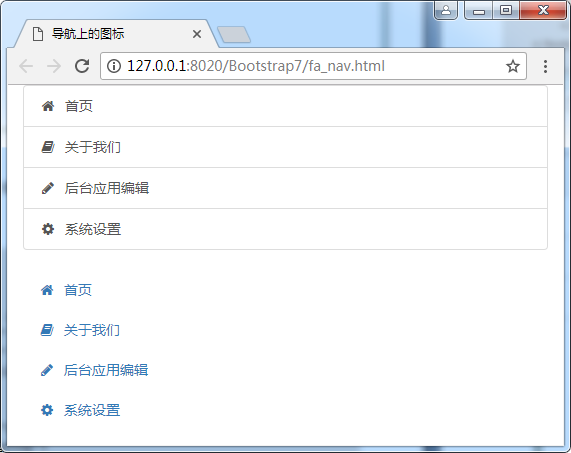 导航上的图标
127.0.0.1:8020/Bootstrap7/fa_nav.html
首页
关于我们
后台应用编辑
系统设置
首页
关于我们
后台应用编辑
系统设置